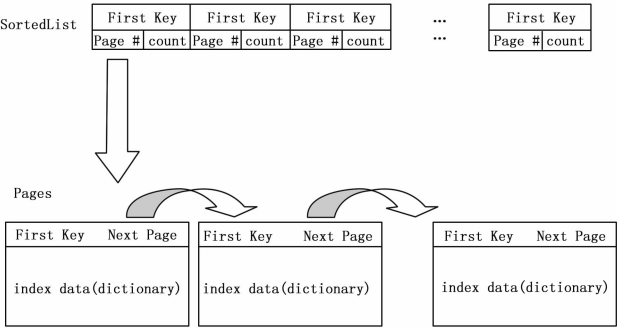 First Key First Key First Key ... First Key
SortedList
Page # count Page # count Page # count ... Page # count
Pages
First Key Next Page First Key Next Page First Key Next Page
index data(dictionary) index data(dictionary) index data(dictionary)